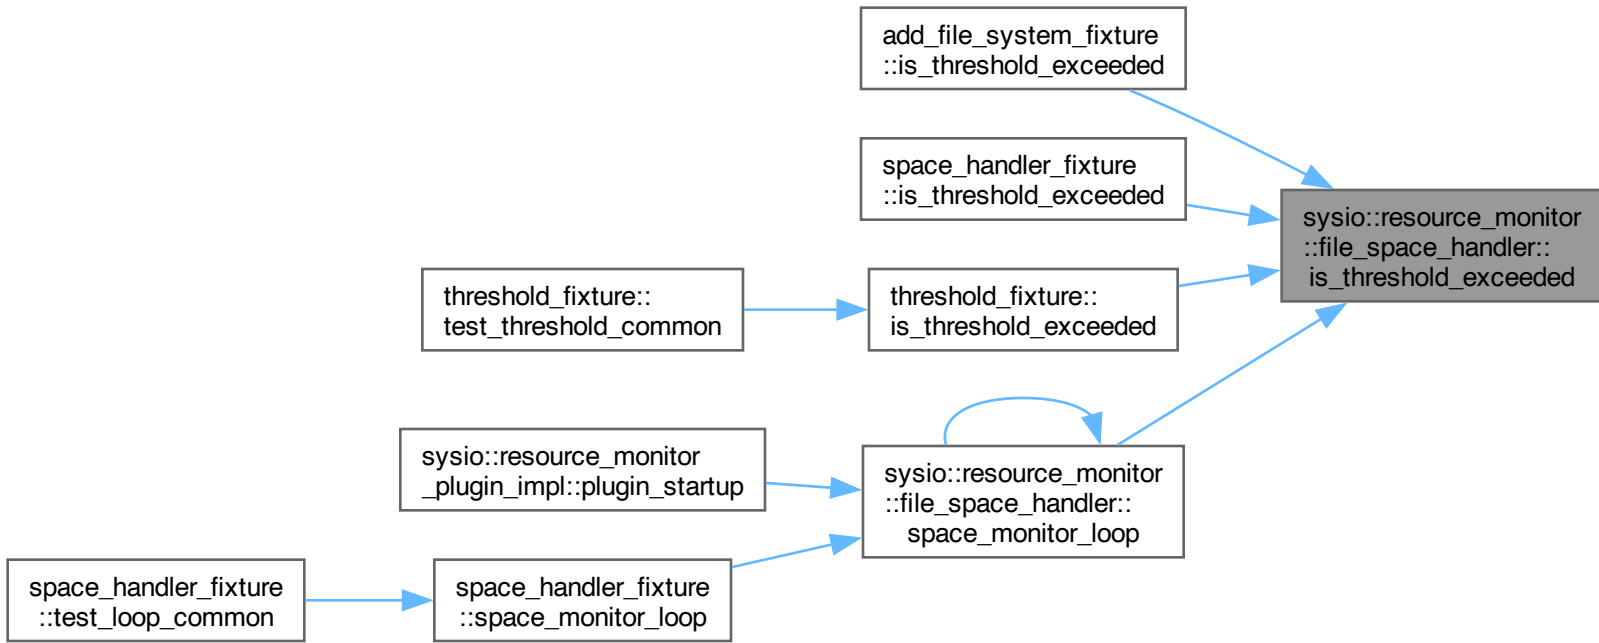 add_file_system_fixture
::is_threshold_exceeded
space_handler_fixture
::is_threshold_exceeded
sysio::resource_monitor
::file_space_handler::
is_threshold_exceeded
threshold_fixture::
test_threshold_common
threshold_fixture::
is_threshold_exceeded
sysio::resource_monitor
_plugin_impl::plugin_startup
sysio::resource_monitor
::file_space_handler::
space_monitor_loop
space_handler_fixture
::test_loop_common
space_handler_fixture
::space_monitor_loop